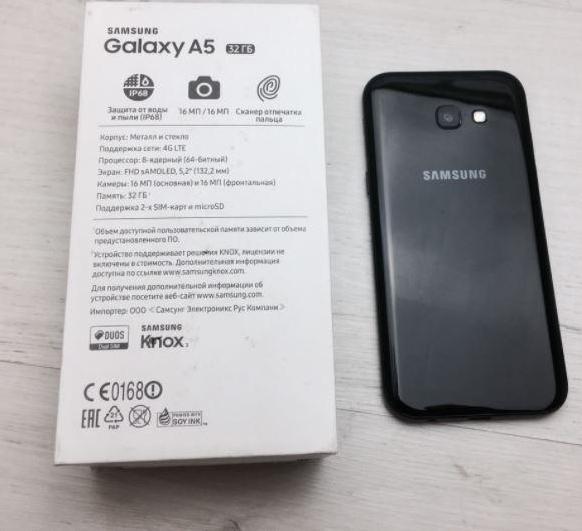 SAMSUNG
Galaxy A5 32 ГБ
IP68
Защита от воды и пыли (IP68)
16 МП / 16 МП
Сканер отпечатка пальца
Корпус: Металл и стекло
Поддержка сети: 4G LTE
Процессор: 8-ядерный (64-битный)
Экран: FHD sAMOLED, 5,2" (132,2 мм)
Камеры: 16 МП (основная) и 16 МП (фронтальная)
Память: 32 ГБ
Поддержка 2-х SIM-карт и microSD
Объем доступной пользовательской памяти зависит от объема
предустановленного ПО.
Устройство поддерживает решения KNOX, лицензии не
включены в стоимость. Дополнительная информация
доступна по ссылке www.samsungknox.com.
Для получения дополнительной информации об
устройстве посетите веб-сайт www.samsung.com.
Импортер: ООО «Самсунг Электроникс Рус Компани»
DUOS
Dual SIM
SAMSUNG
Knox
CE0168
EAC
21
PAP
PRINTED WITH
SOY INK
SAMSUNG